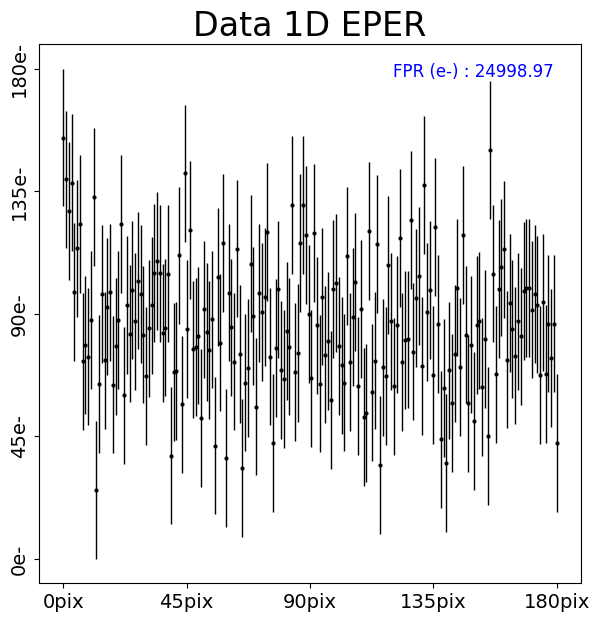 Data 1D EPER
FPR (e-) : 24998.97
180e-
135e-
90e-
45e-
0e-
0pix 45pix 90pix 135pix 180pix